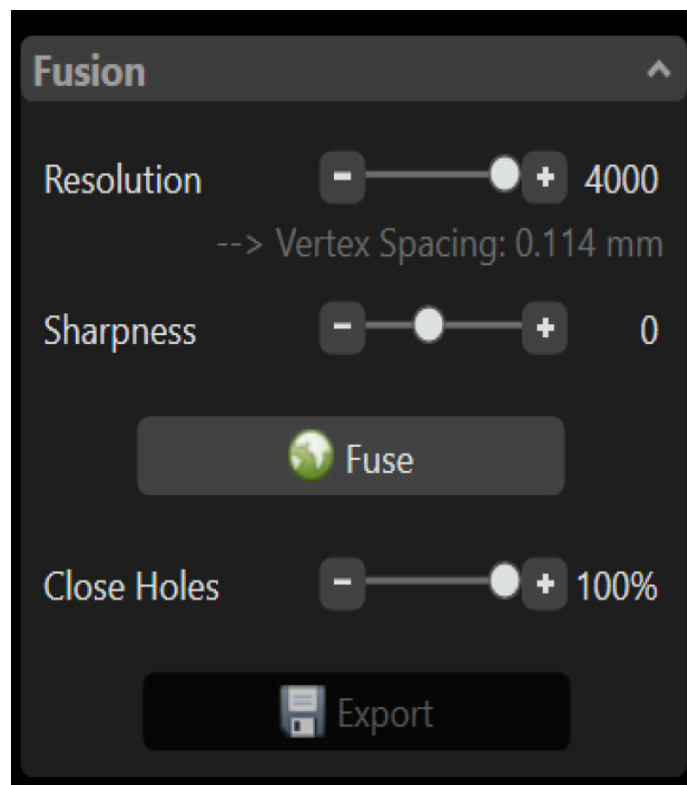 Fusion
Resolution - + 4000
--> Vertex Spacing: 0.114 mm
Sharpness - + 0
Fuse
Close Holes - + 100%
Export